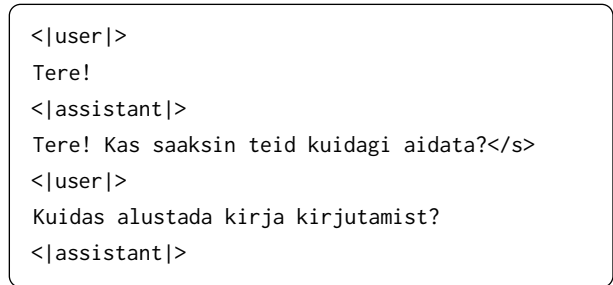 <|user|>
Tere!
<|assistant|>
Tere! Kas saaksin teid kuidagi aidata?</s>
<|user|>
Kuidas alustada kirja kirjutamist?
<|assistant|>